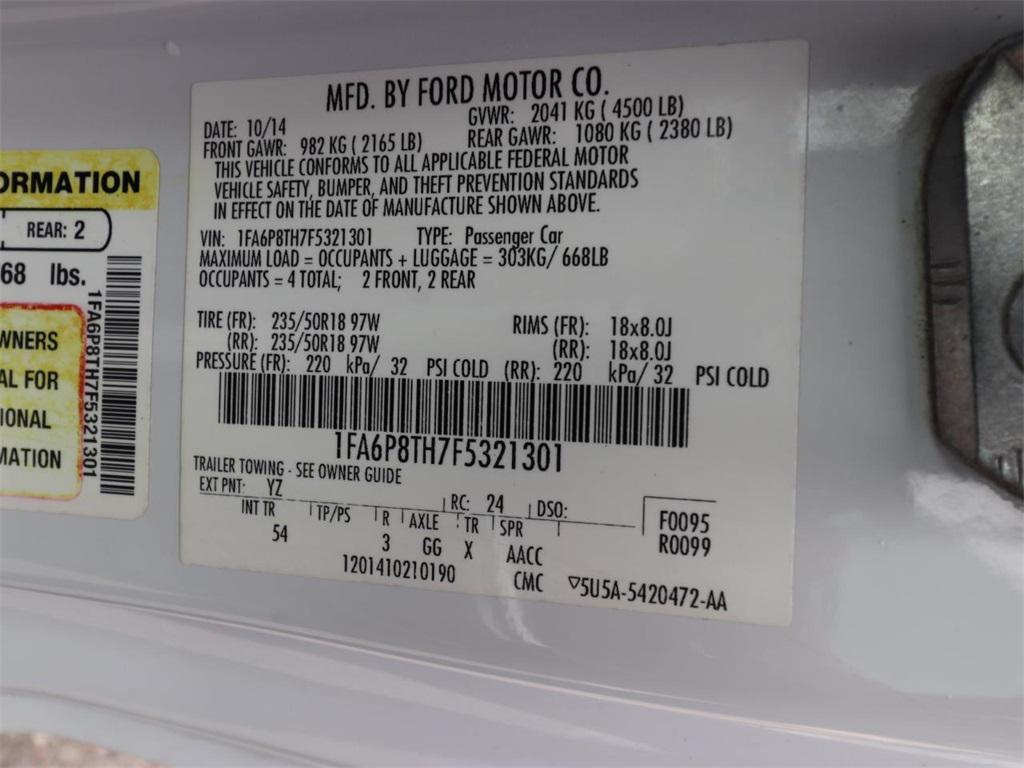 MFD. BY FORD MOTOR CO.
DATE: 10/14 GVWR: 2041 KG ( 4500 LB)
FRONT GAWR: 982 KG ( 2165 LB) REAR GAWR: 1080 KG ( 2380 LB)
THIS VEHICLE CONFORMS TO ALL APPLICABLE FEDERAL MOTOR
VEHICLE SAFETY, BUMPER, AND THEFT PREVENTION STANDARDS
IN EFFECT ON THE DATE OF MANUFACTURE SHOWN ABOVE.
VIN: 1FA6P8TH7F5321301 TYPE: Passenger Car
MAXIMUM LOAD = OCCUPANTS + LUGGAGE = 303KG/ 668LB
OCCUPANTS = 4 TOTAL; 2 FRONT, 2 REAR
TIRE (FR): 235/50R18 97W RIMS (FR): 18x8.0J
(RR): 235/50R18 97W (RR): 18x8.0J
PRESSURE (FR): 220 kPa/ 32 PSI COLD (RR): 220 kPa/ 32 PSI COLD
1FA6P8TH7F5321301
TRAILER TOWING - SEE OWNER GUIDE
EXT PNT: YZ RC: 24 DSO:
INT TR TP/PS R AXLE TR SPR F0095
54 3 GG X AACC R0099
1201410210190 CMC ▽5U5A-5420472-AA
ORMATION
REAR: 2
68 lbs.
WNERS
AL FOR
IONAL
MATION
1FA6P8TH7F5321301